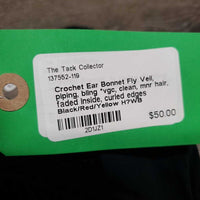 The Tack Collector
137552-119
Crochet Ear Bonnet Fly Veil,
piping, bling *vgc, clean, mnr hair,
faded inside, curled edges
Black/Red/Yellow H?WB
$50.00
2D1JZ1